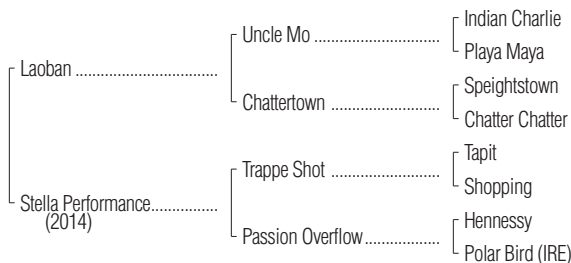 Indian Charlie
Uncle Mo ..................................
Playa Maya
Laoban ......................................
Speightstown
Chattertown .............................
Chatter Chatter
Tapit
Trappe Shot .............................
Shopping
Stella Performance.................
(2014)
Hennessy
Passion Overflow....................
Polar Bird (IRE)